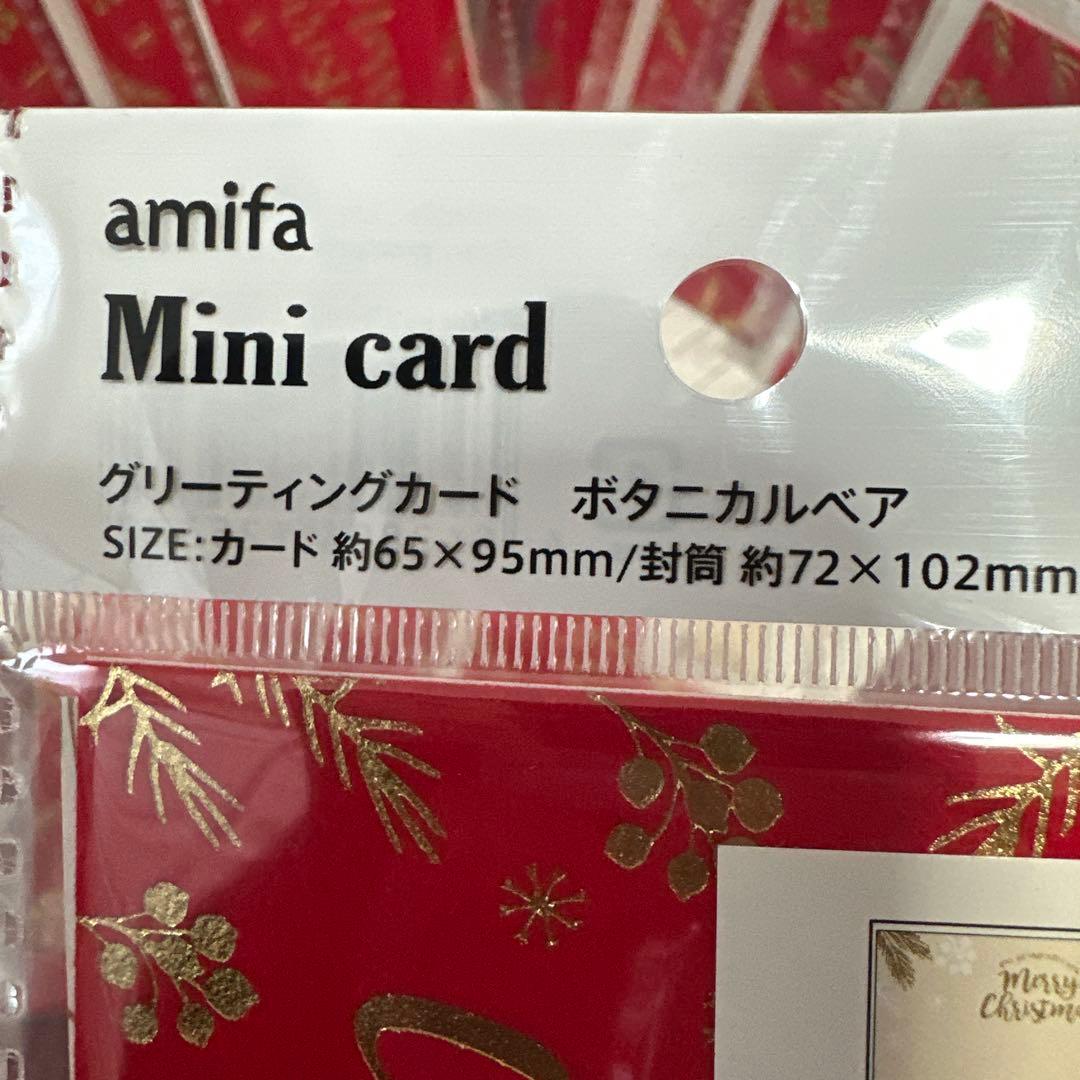 amifa
Mini card
グリーティングカード　ボタニカルベア
SIZE:カード 約65×95mm/封筒 約72×102mm
Merry
Christm